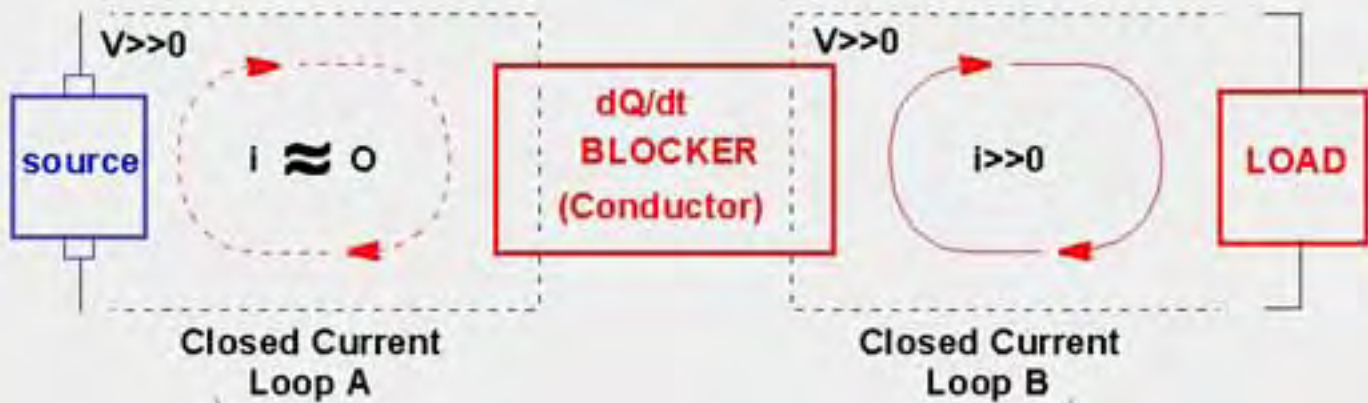 V>>0
source
i ≈ O
dQ/dt
BLOCKER
(Conductor)
V>>0
i>>0
LOAD
Closed Current
Loop A
Closed Current
Loop B